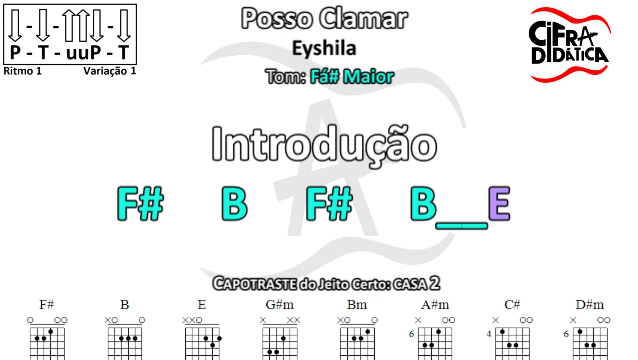 Posso Clamar
Eyshila
Tom: Fá# Maior
P - T - uuP - T
Ritmo 1 Variação 1
CiFRA
DiDÁTiCA
Introdução
F# B F# B__E
CAPOTRASTE do Jeito Certo: CASA 2
F# B E G#m Bm A#m C# D#m
6 4 6